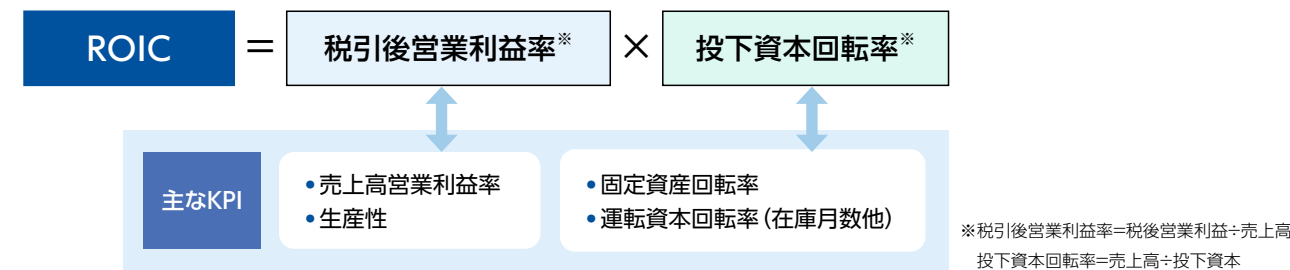 ROIC = 税引後営業利益率※ × 投下資本回転率※
主なKPI
•売上高営業利益率
•生産性
•固定資産回転率
•運転資本回転率(在庫月数他)
※税引後営業利益率=税後営業利益÷売上高
投下資本回転率=売上高÷投下資本